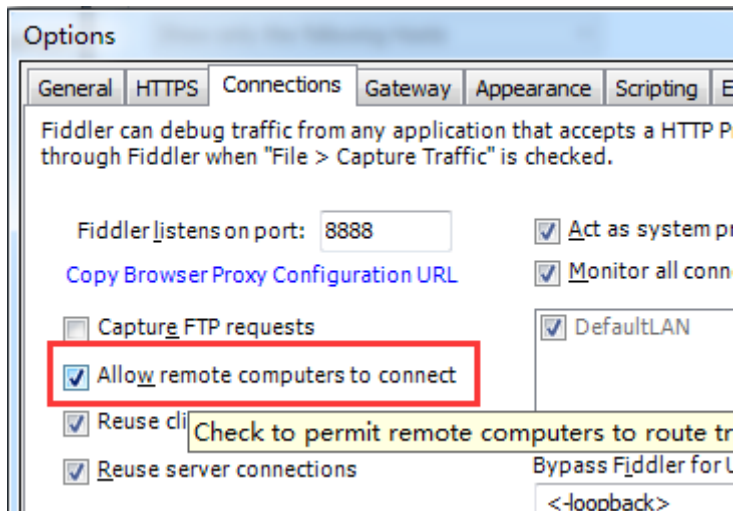 Options
General HTTPS Connections Gateway Appearance Scripting E
Fiddler can debug traffic from any application that accepts a HTTP P
through Fiddler when "File > Capture Traffic" is checked.
Fiddler listens on port: 8888
Act as system pr
Copy Browser Proxy Configuration URL
Monitor all conn
Capture FTP requests
DefaultLAN
Allow remote computers to connect
Reuse cli
Check to permit remote computers to route tr
Reuse server connections
Bypass Fiddler for U
<-loopback>